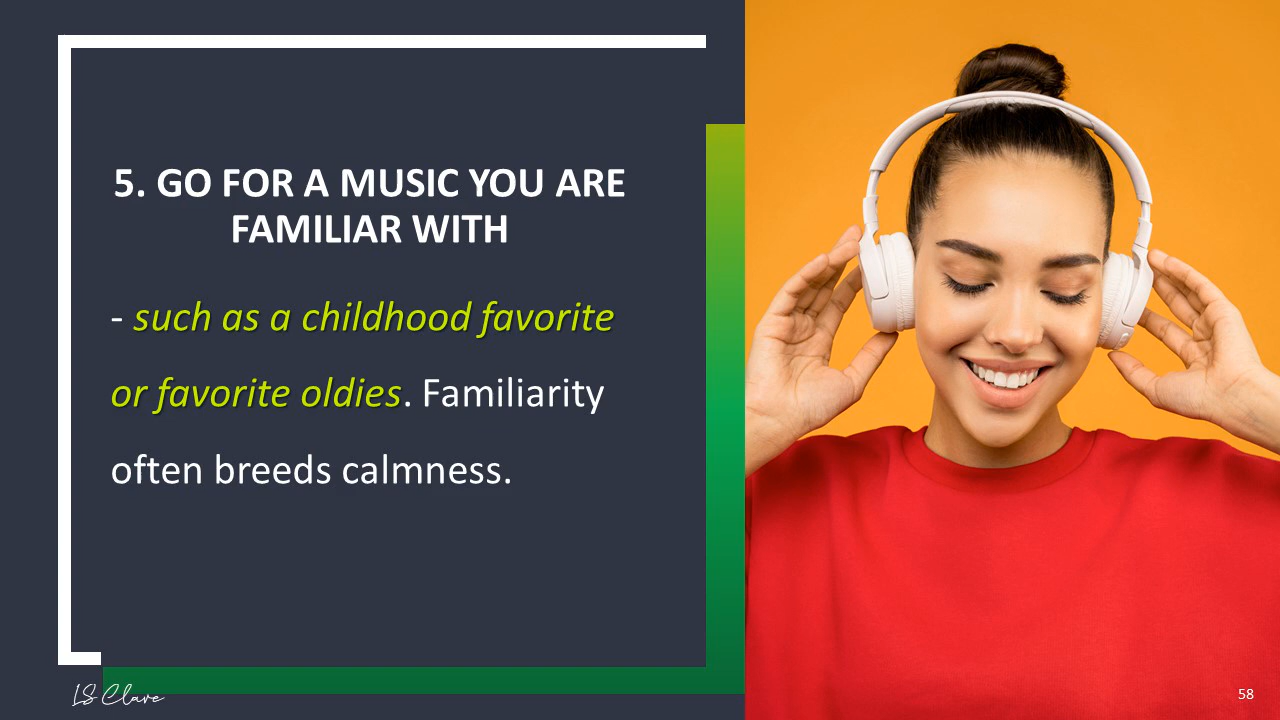 5. GO FOR A MUSIC YOU ARE
FAMILIAR WITH
- such as a childhood favorite
or favorite oldies. Familiarity
often breeds calmness.
LS Clave
58